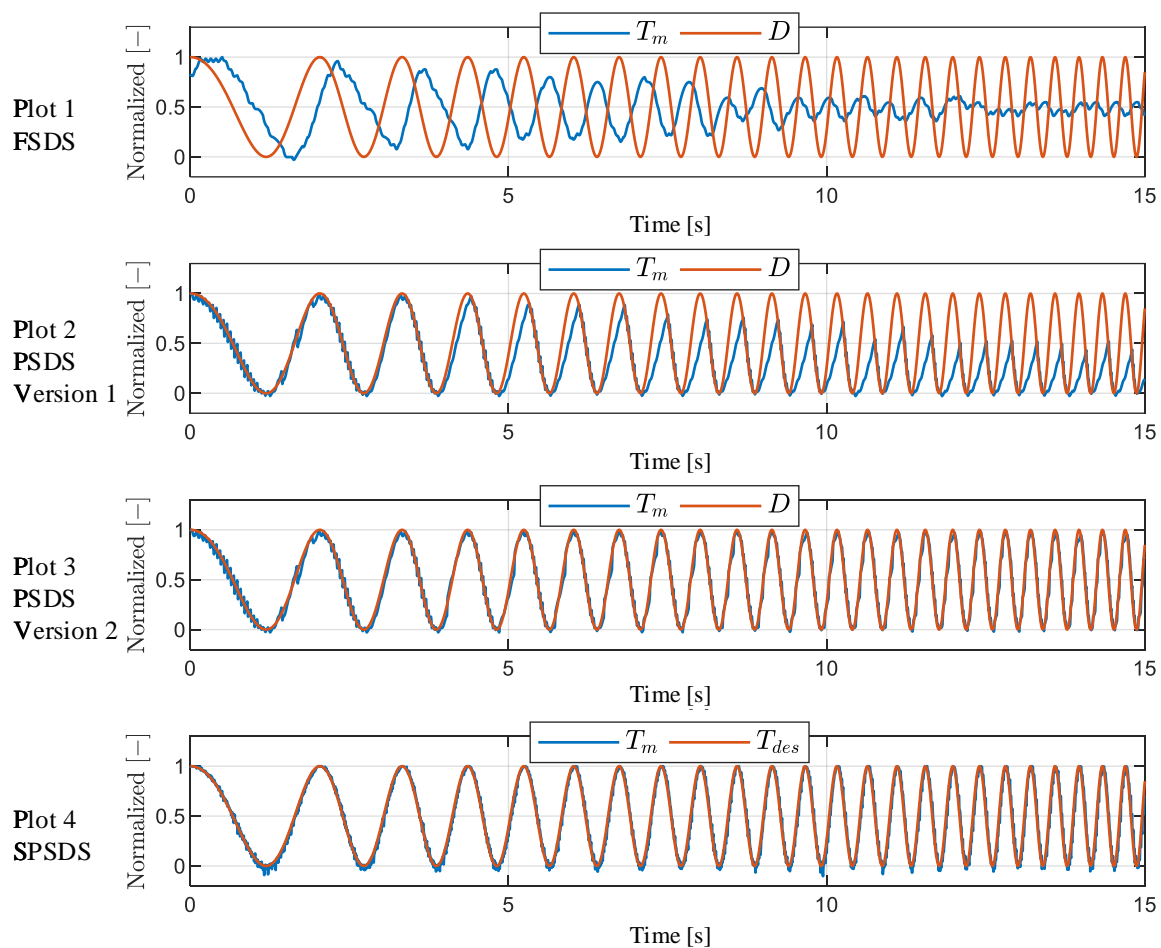 T_m D
Plot 1
FSDS
Normalized [−]
1
0.5
0
0 5 10 15
Time [s]
T_m D
Plot 2
PSDS
Version 1
Normalized [−]
1
0.5
0
0 5 10 15
Time [s]
T_m D
Plot 3
PSDS
Version 2
Normalized [−]
1
0.5
0
0 5 10 15
Time [s]
T_m T_des
Plot 4
SPSDS
Normalized [−]
1
0.5
0
0 5 10 15
Time [s]